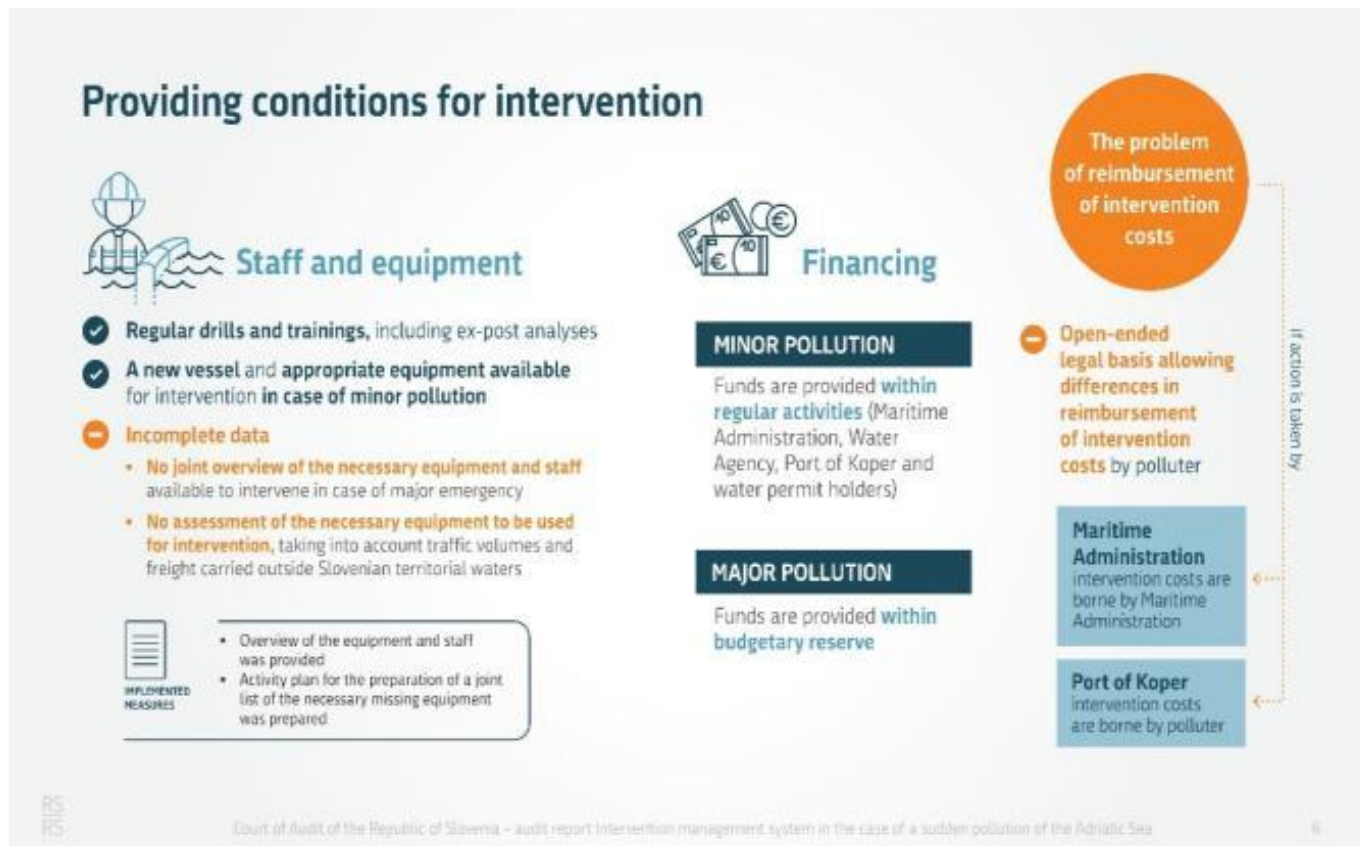 Providing conditions for intervention
Staff and equipment
Regular drills and trainings, including ex-post analyses
A new vessel and appropriate equipment available
for intervention in case of minor pollution
Incomplete data
• No joint overview of the necessary equipment and staff
available to intervene in case of major emergency
• No assessment of the necessary equipment to be used
for intervention, taking into account traffic volumes and
freight carried outside Slovenian territorial waters
IMPLEMENTED
MEASURES
• Overview of the equipment and staff
was provided
• Activity plan for the preparation of a joint
list of the necessary missing equipment
was prepared
10
€
10
€
Financing
MINOR POLLUTION
Funds are provided within
regular activities (Maritime
Administration, Water
Agency, Port of Koper and
water permit holders)
MAJOR POLLUTION
Funds are provided within
budgetary reserve
The problem
of reimbursement
of intervention
costs
Open-ended
legal basis allowing
differences in
reimbursement
of intervention
costs by polluter
if action is taken by
Maritime
Administration
intervention costs are
borne by Maritime
Administration
Port of Koper
intervention costs
are borne by polluter
RS
RS
Court of Audit of the Republic of Slovenia – audit report Intervention management system in the case of a sudden pollution of the Adriatic Sea
6